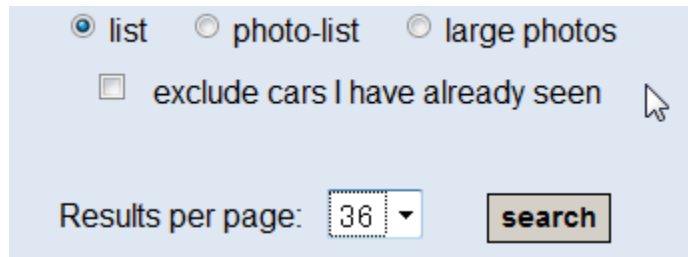 list photo-list large photos
exclude cars I have already seen
Results per page: 36 search